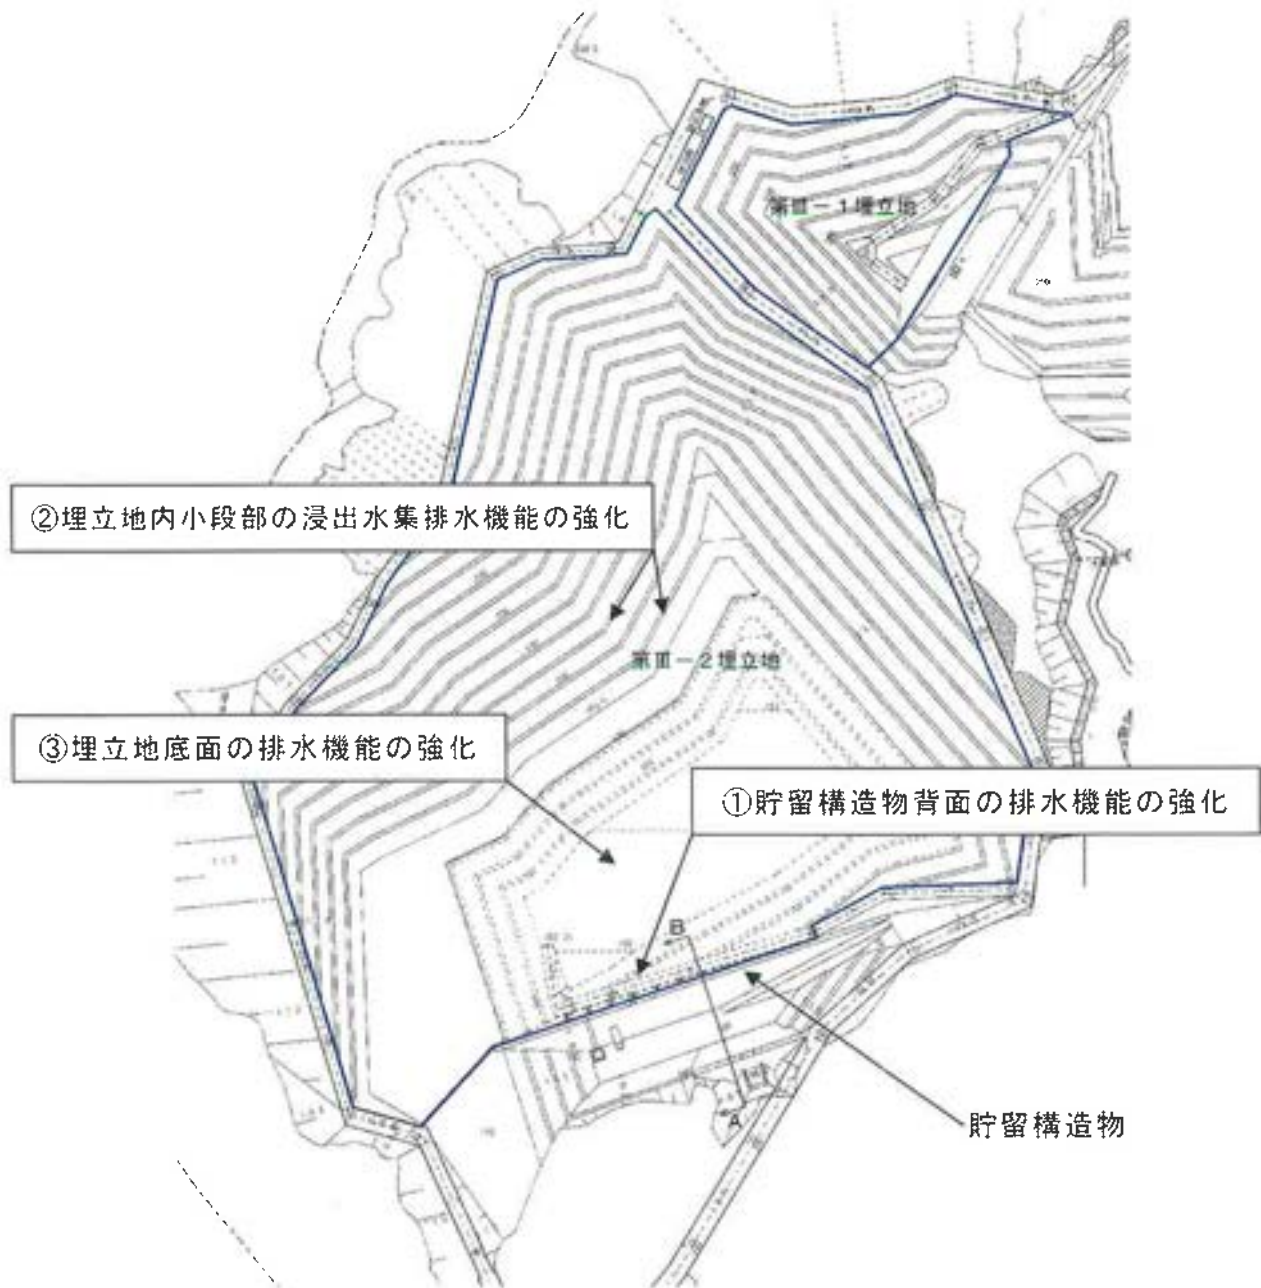 第Ⅲ－1埋立地
②埋立地内小段部の浸出水集排水機能の強化
第Ⅲ－2埋立地
③埋立地底面の排水機能の強化
①貯留構造物背面の排水機能の強化
B
A
貯留構造物